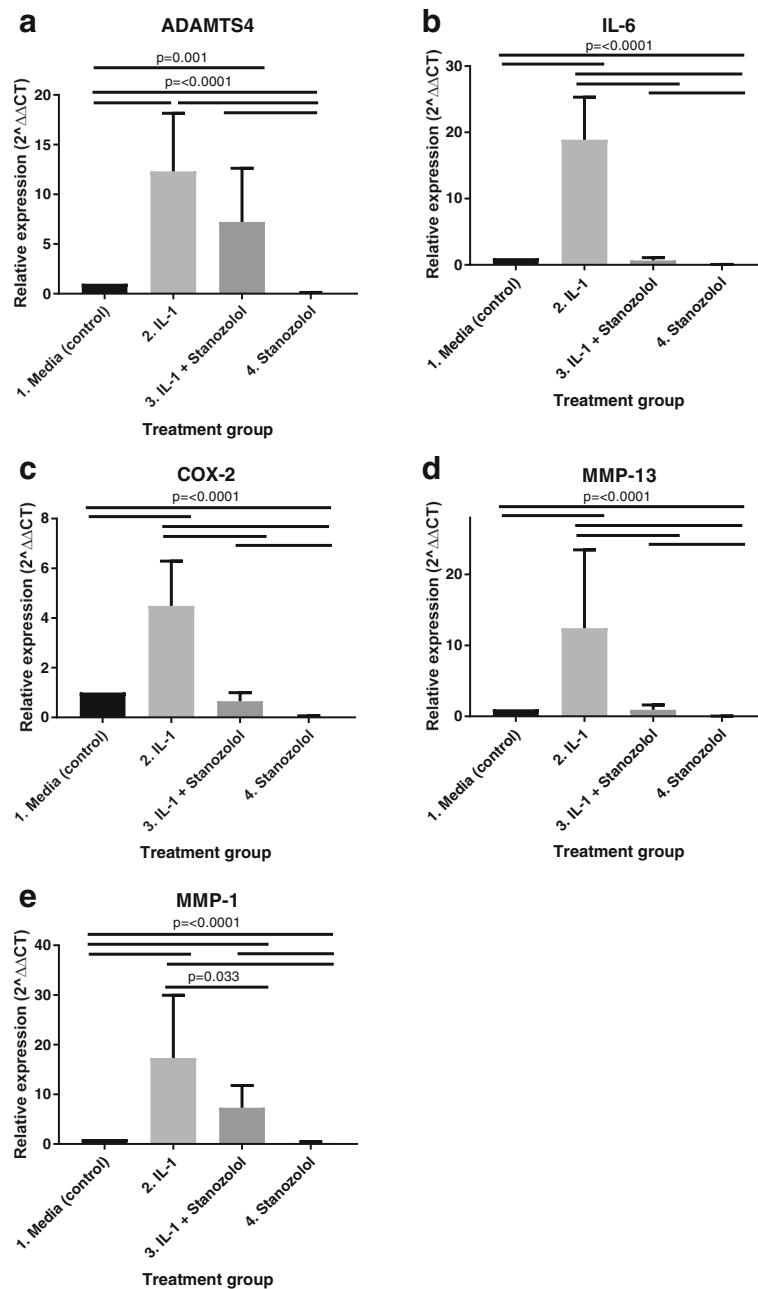 a
ADAMTS4
p=0.001
p=<0.0001
Relative expression (2^ΔΔCT)
20
15
10
5
0
1. Media (control)
2. IL-1
3. IL-1 + Stanozolol
4. Stanozolol
Treatment group
b
IL-6
p=<0.0001
Relative expression (2^ΔΔCT)
30
20
10
0
1. Media (control)
2. IL-1
3. IL-1 + Stanozolol
4. Stanozolol
Treatment group
c
COX-2
p=<0.0001
Relative expression (2^ΔΔCT)
8
6
4
2
0
1. Media (control)
2. IL-1
3. IL-1 + Stanozolol
4. Stanozolol
Treatment group
d
MMP-13
p=<0.0001
Relative expression (2^ΔΔCT)
20
10
0
1. Media (control)
2. IL-1
3. IL-1 + Stanozolol
4. Stanozolol
Treatment group
e
MMP-1
p=<0.0001
p=0.033
Relative expression (2^ΔΔCT)
40
30
20
10
0
1. Media (control)
2. IL-1
3. IL-1 + Stanozolol
4. Stanozolol
Treatment group